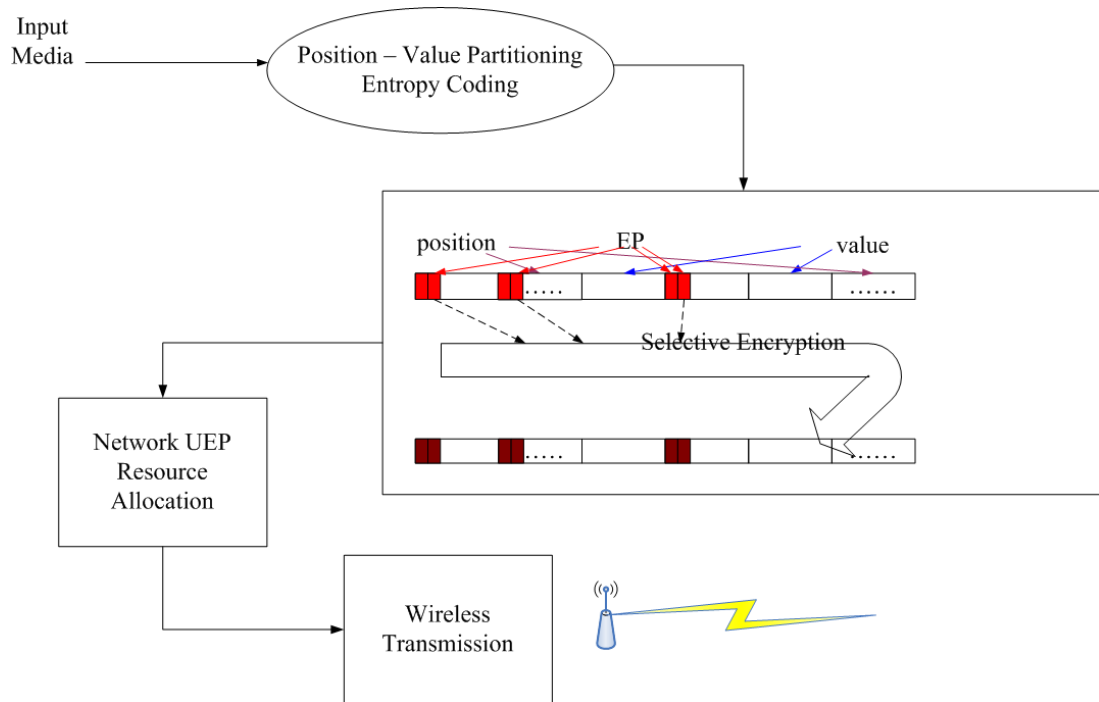 Input
Media
Position – Value Partitioning
Entropy Coding
position
EP
value
.....
......
Selective Encryption
.....
......
Network UEP
Resource
Allocation
Wireless
Transmission